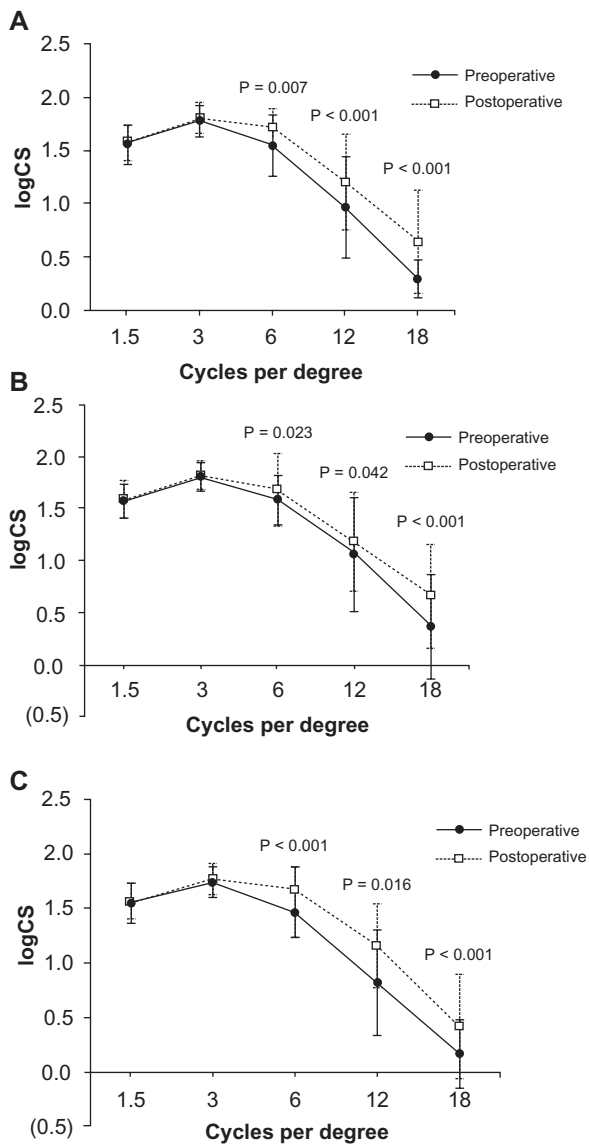 A
2.5
2.0
1.5
1.0
0.5
0.0
logCS
P = 0.007
P < 0.001
P < 0.001
Preoperative
Postoperative
1.5 3 6 12 18
Cycles per degree
B
2.5
2.0
1.5
1.0
0.5
0.0
(0.5)
logCS
P = 0.023
P = 0.042
P < 0.001
Preoperative
Postoperative
1.5 3 6 12 18
Cycles per degree
C
2.5
2.0
1.5
1.0
0.5
0.0
(0.5)
logCS
P < 0.001
P = 0.016
P < 0.001
Preoperative
Postoperative
1.5 3 6 12 18
Cycles per degree